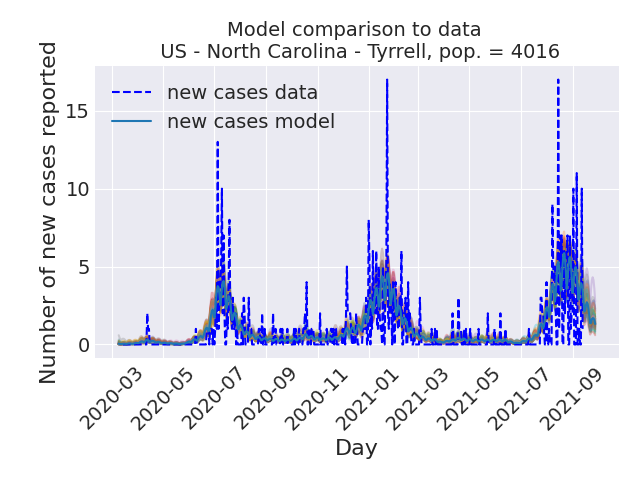 Model comparison to data
US - North Carolina - Tyrrell, pop. = 4016
new cases data
new cases model
Number of new cases reported
15
10
5
0
2020-03
2020-05
2020-07
2020-09
2020-11
2021-01
2021-03
2021-05
2021-07
2021-09
Day